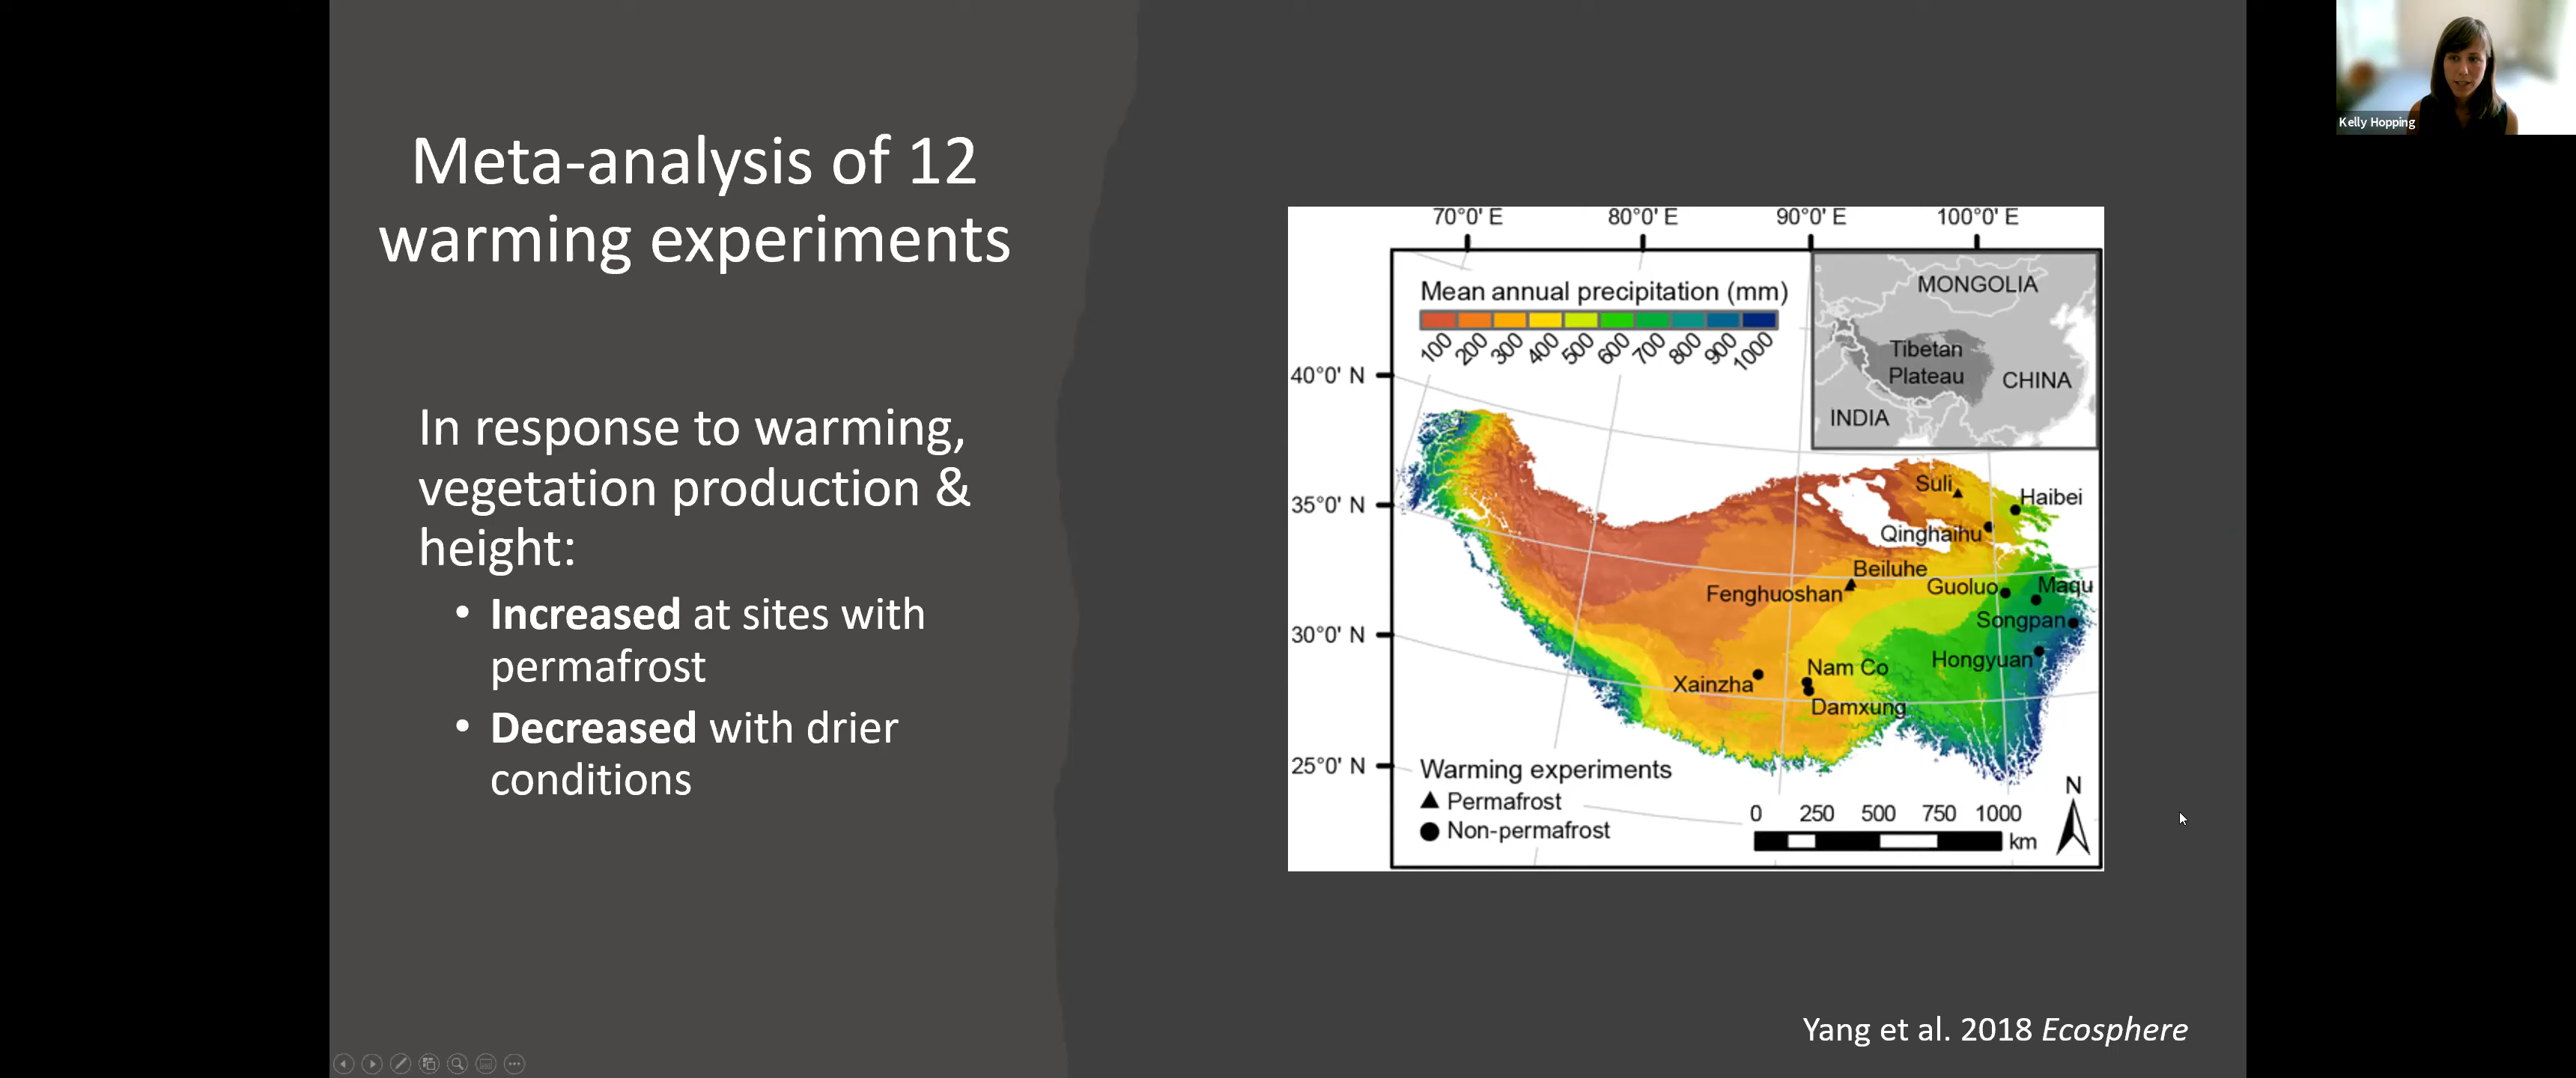 Meta-analysis of 12
warming experiments
In response to warming,
vegetation production &
height:
• Increased at sites with
permafrost
• Decreased with drier
conditions
70°0' E 80°0' E 90°0' E 100°0' E
Mean annual precipitation (mm)
100 200 300 400 500 600 700 800 900 1000
MONGOLIA
Tibetan
Plateau
CHINA
INDIA
40°0' N
35°0' N
30°0' N
25°0' N
Suli
Haibei
Qinghaihu
Beiluhe
Fenghuoshan
Guoluo
Maqu
Songpan
Hongyuan
Nam Co
Xainzha
Damxung
Warming experiments
Permafrost
Non-permafrost
0 250 500 750 1000
km
N
Yang et al. 2018 Ecosphere
Kelly Hopping